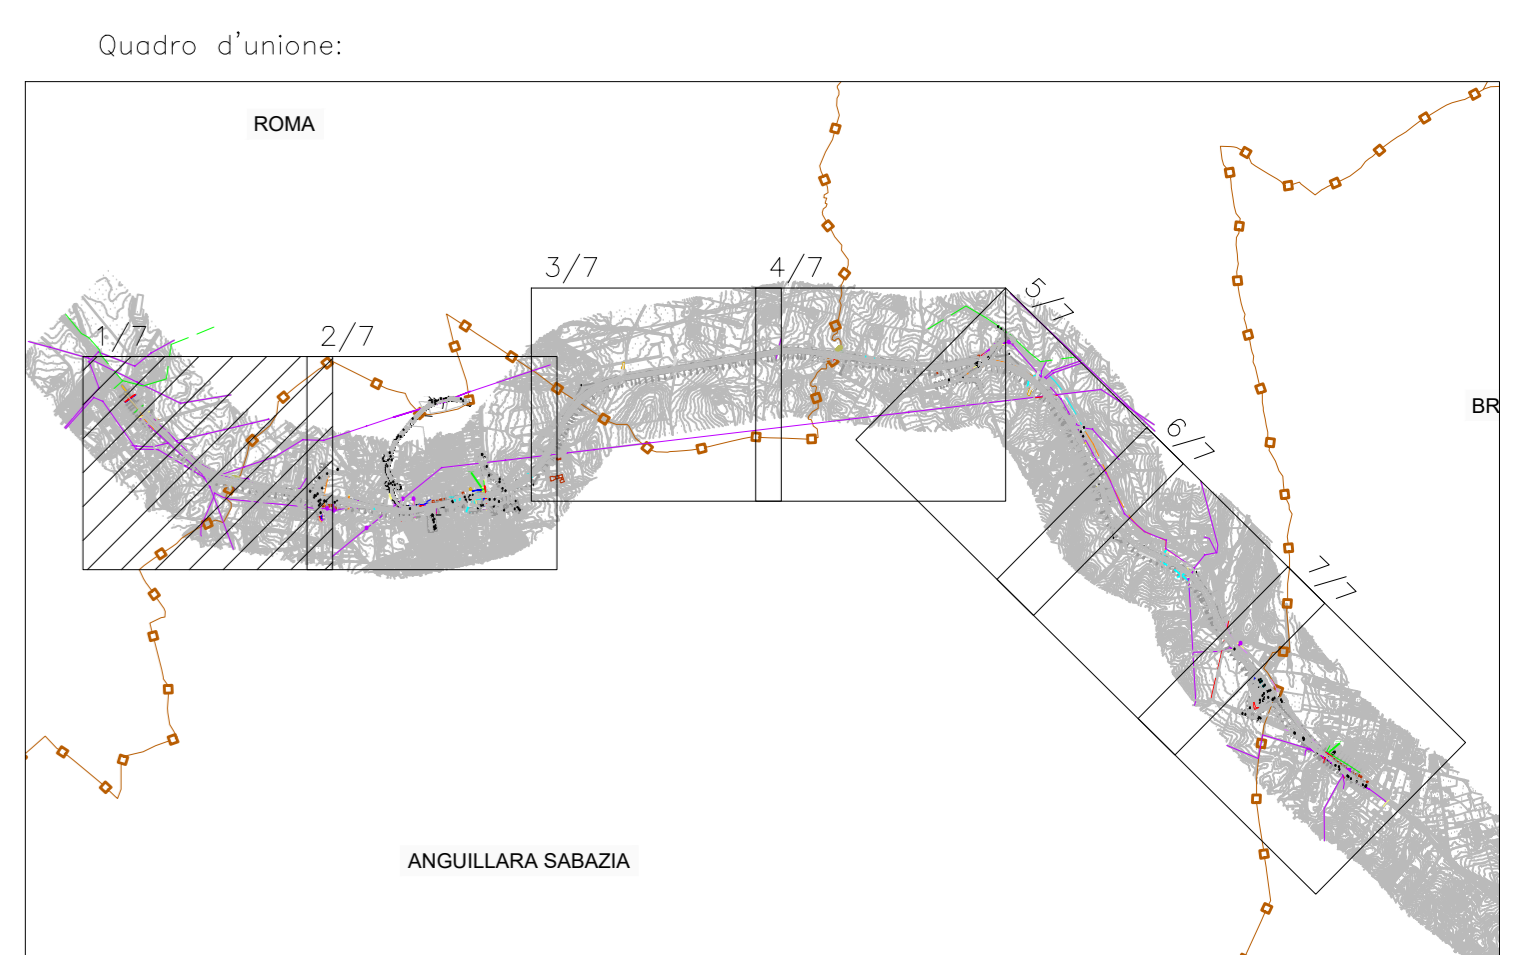 Quadro d'unione:
ROMA
3/7
4/7
5/7
1/7
2/7
BR
6/7
7/7
ANGUILLARA SABAZIA